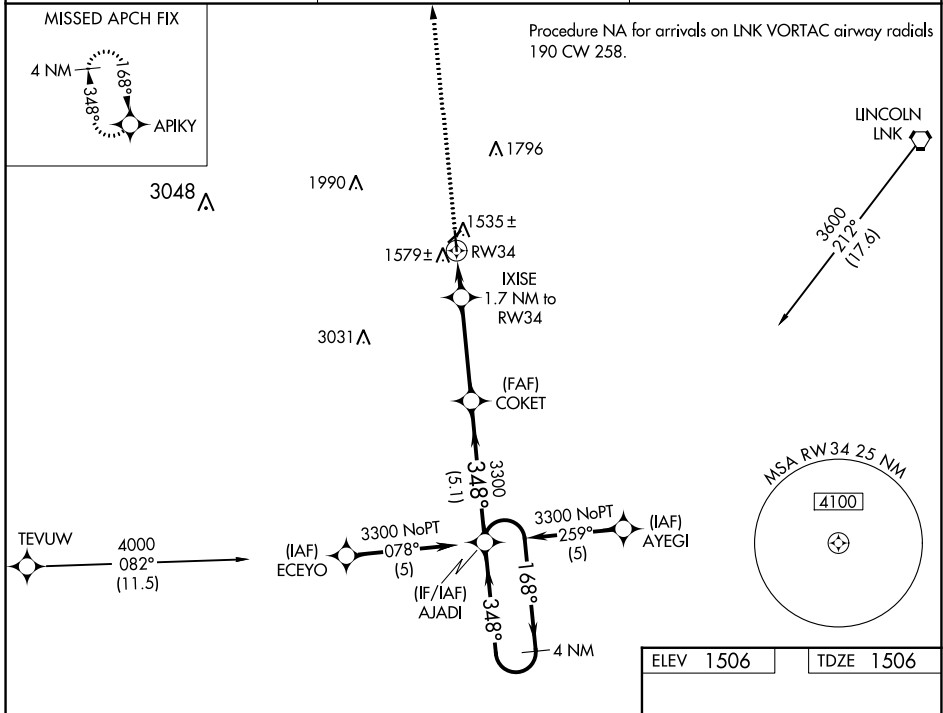 MISSED APCH FIX
4 NM
168°
348°
APIKY
Procedure NA for arrivals on LNK VORTAC airway radials
190 CW 258.
LINCOLN
LNK
3600
212°
(17.6)
1796
1990
3048
1535 ±
1579 ±
RW34
IXISE
1.7 NM to
RW34
3031
(FAF)
COKET
3300
348°
(5.1)
MSA RW 34 25 NM
4100
TEVUW
4000
082°
(11.5)
(IAF)
ECEYO
3300 NoPT
078°
(5)
(IF/IAF)
AJADI
3300 NoPT
259°
(5)
(IAF)
AYEGI
168°
348°
4 NM
ELEV 1506
TDZE 1506